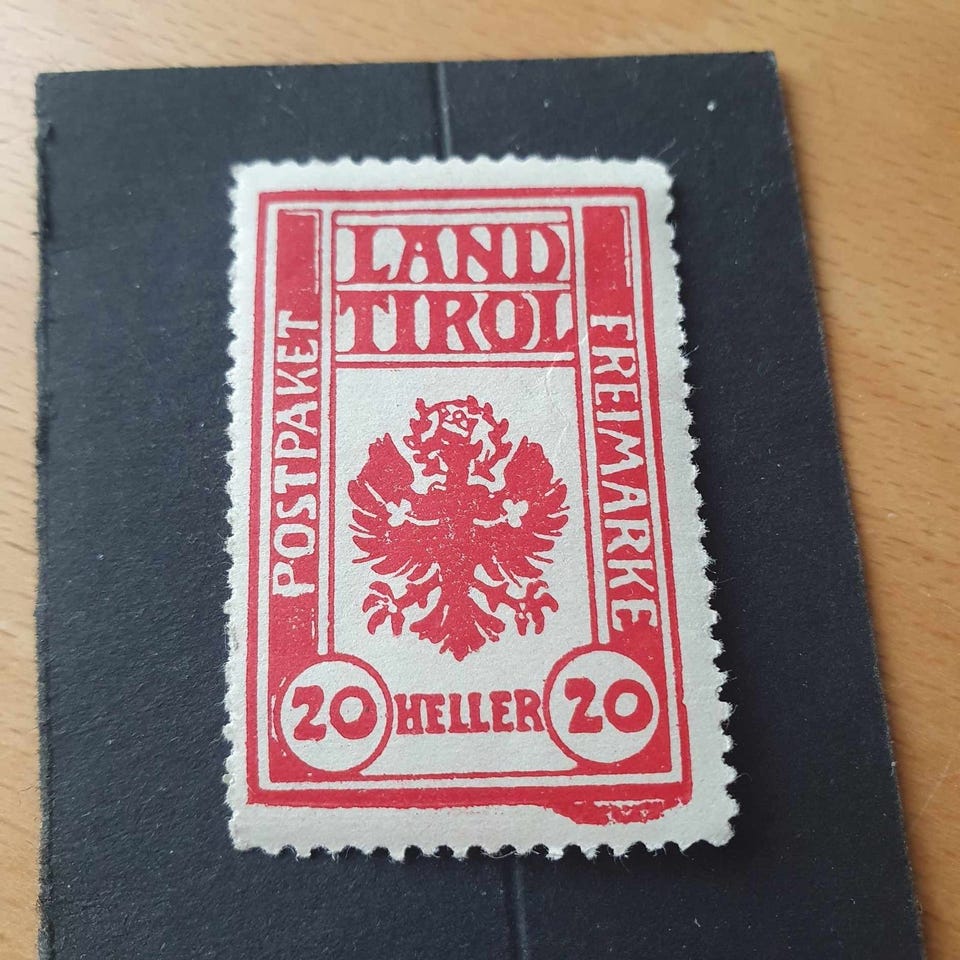 LAND
TIROL
POSTPAKET
FREIMARKE
20 HELLER 20